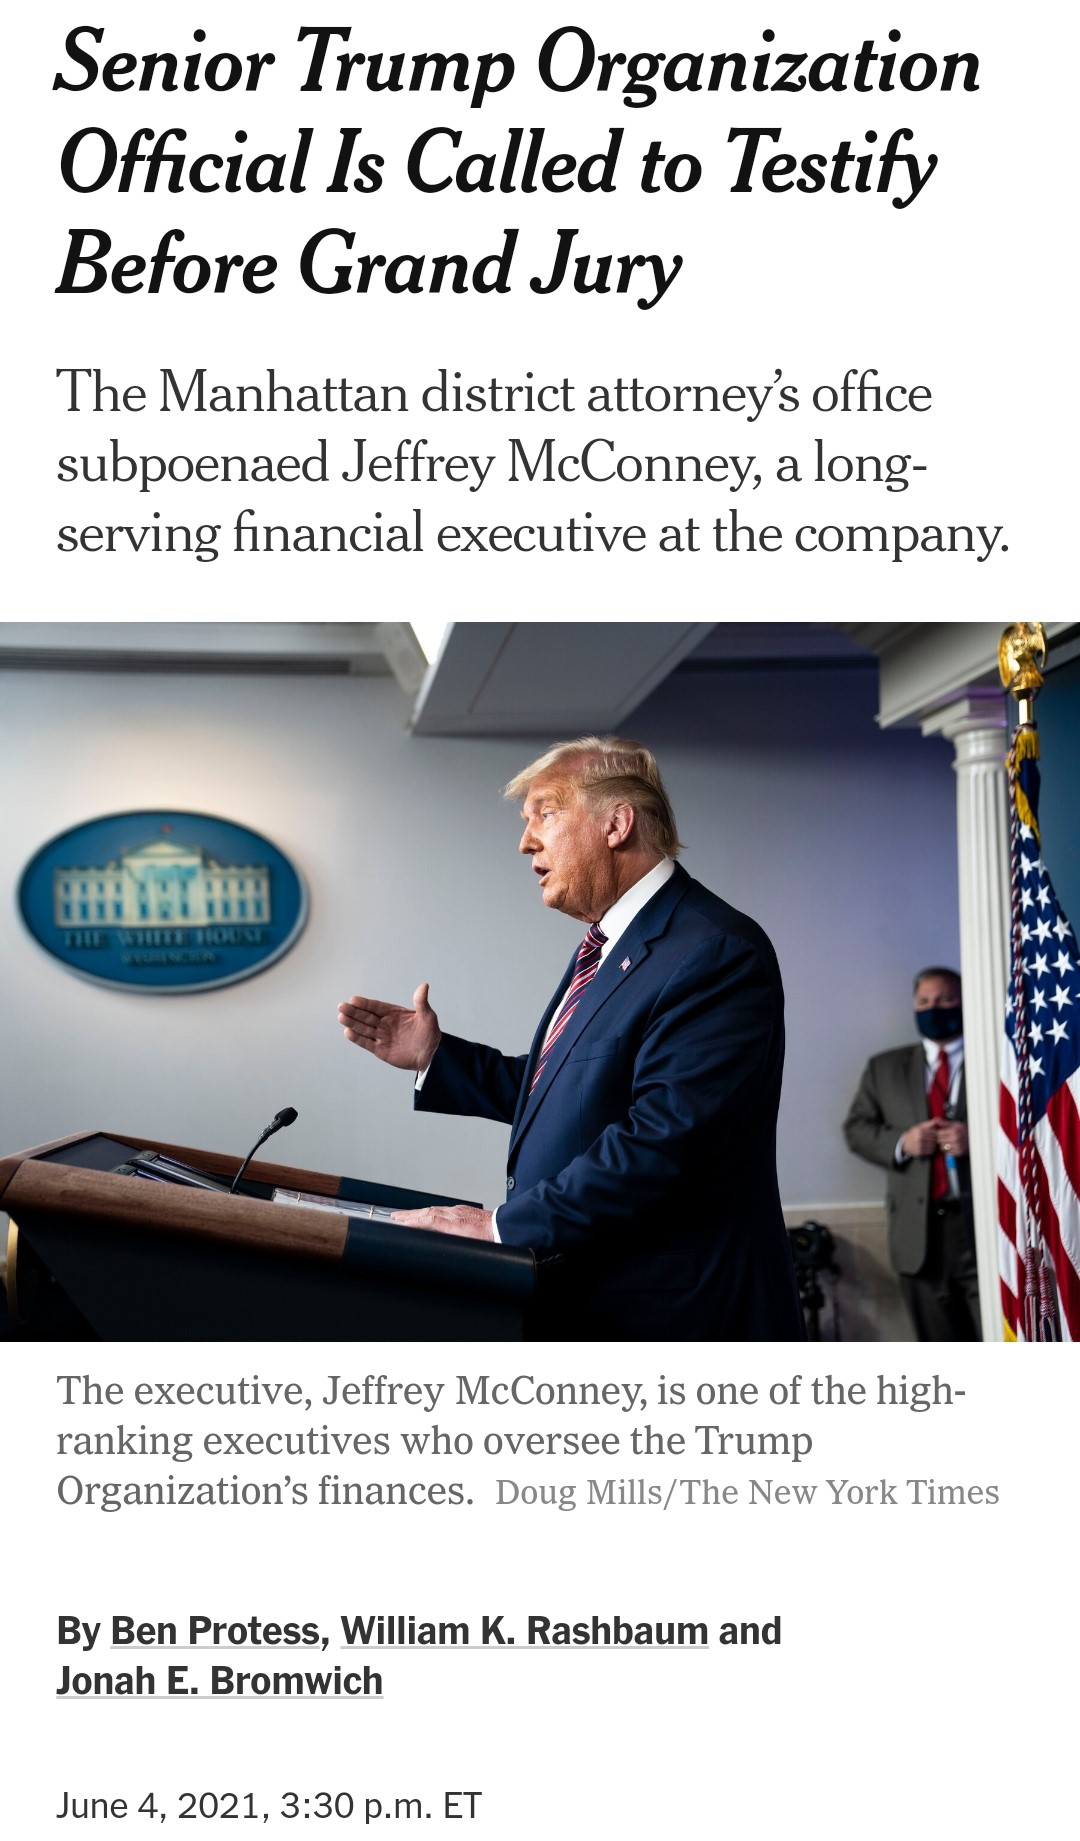 Senior Trump Organization
Official Is Called to Testify
Before Grand Jury
The Manhattan district attorney’s office
subpoenaed Jeffrey McConney, a long-
serving financial executive at the company.
THE WHITE HOUSE
WASHINGTON
The executive, Jeffrey McConney, is one of the high-
ranking executives who oversee the Trump
Organization’s finances. Doug Mills/The New York Times
By Ben Protess, William K. Rashbaum and
Jonah E. Bromwich
June 4, 2021, 3:30 p.m. ET